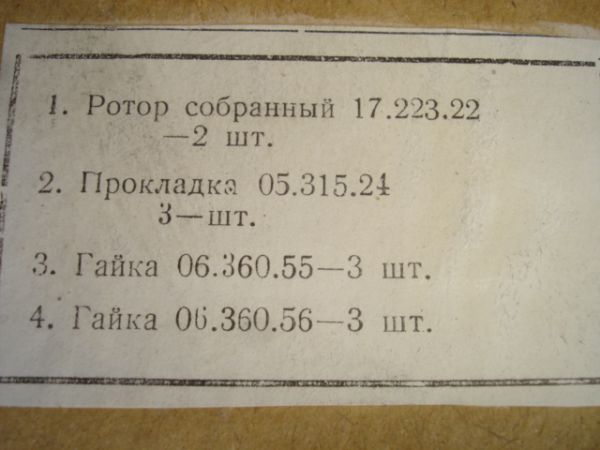 1. Ротор собранный 17.223.22
—2 шт.
2. Прокладка 05.315.24
3—шт.
3. Гайка 06.360.55—3 шт.
4. Гайка 06.360.56—3 шт.